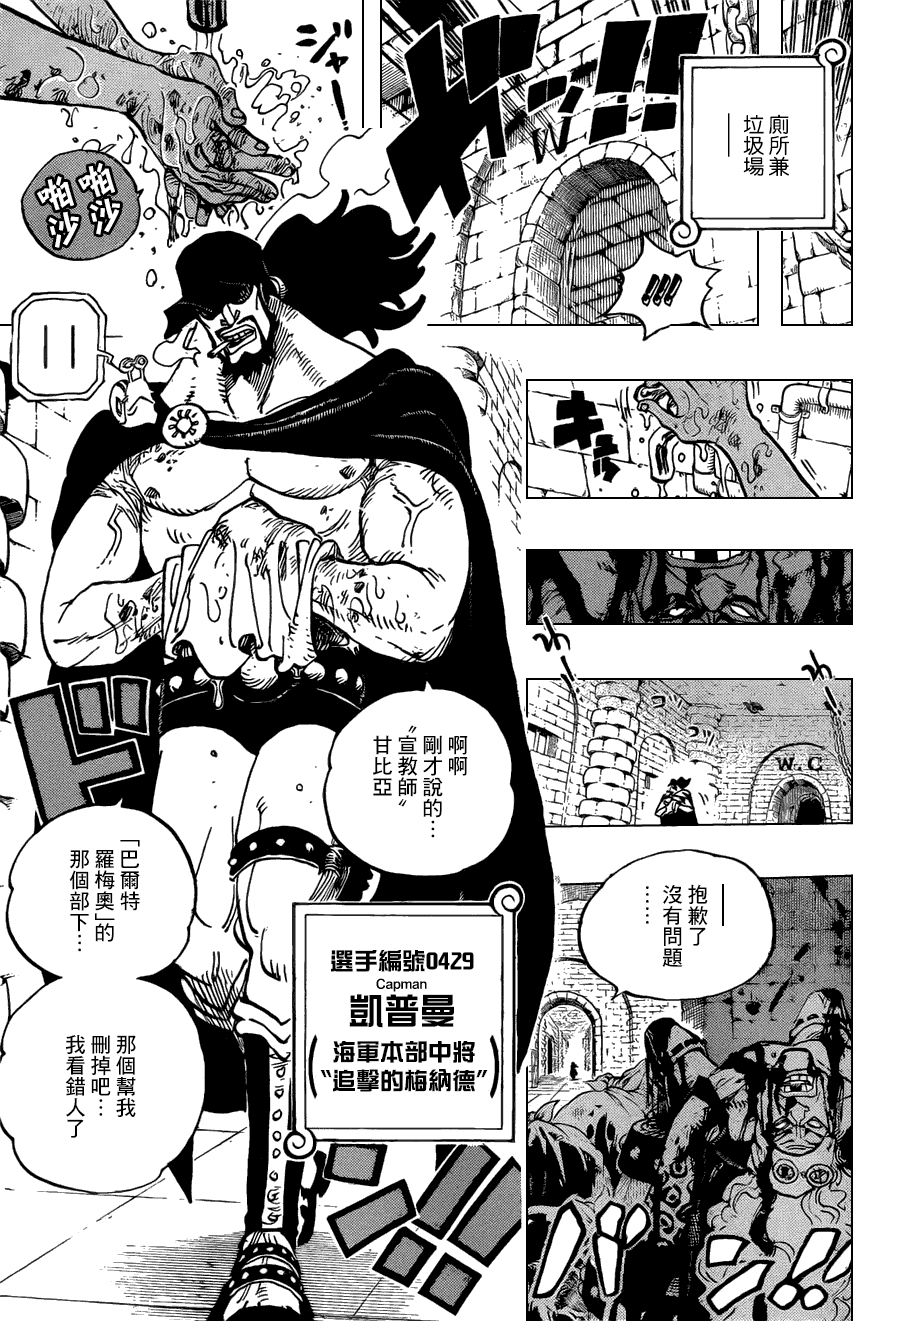 廁所兼
垃圾場
——
ギッ!!
W
!!!
ジャー
啪沙
啪沙
キュッ
W.C
抱歉了
沒有問題
……
——
啊啊
剛才說的…
〝宣教師〞
甘比亞
「巴爾特
羅梅奧」的
那個部下…
那個幫我
刪掉吧…
我看錯人了
選手編號0429
Capman
凱普曼
(海軍本部中將
“追擊的梅納德”)
ドン!!